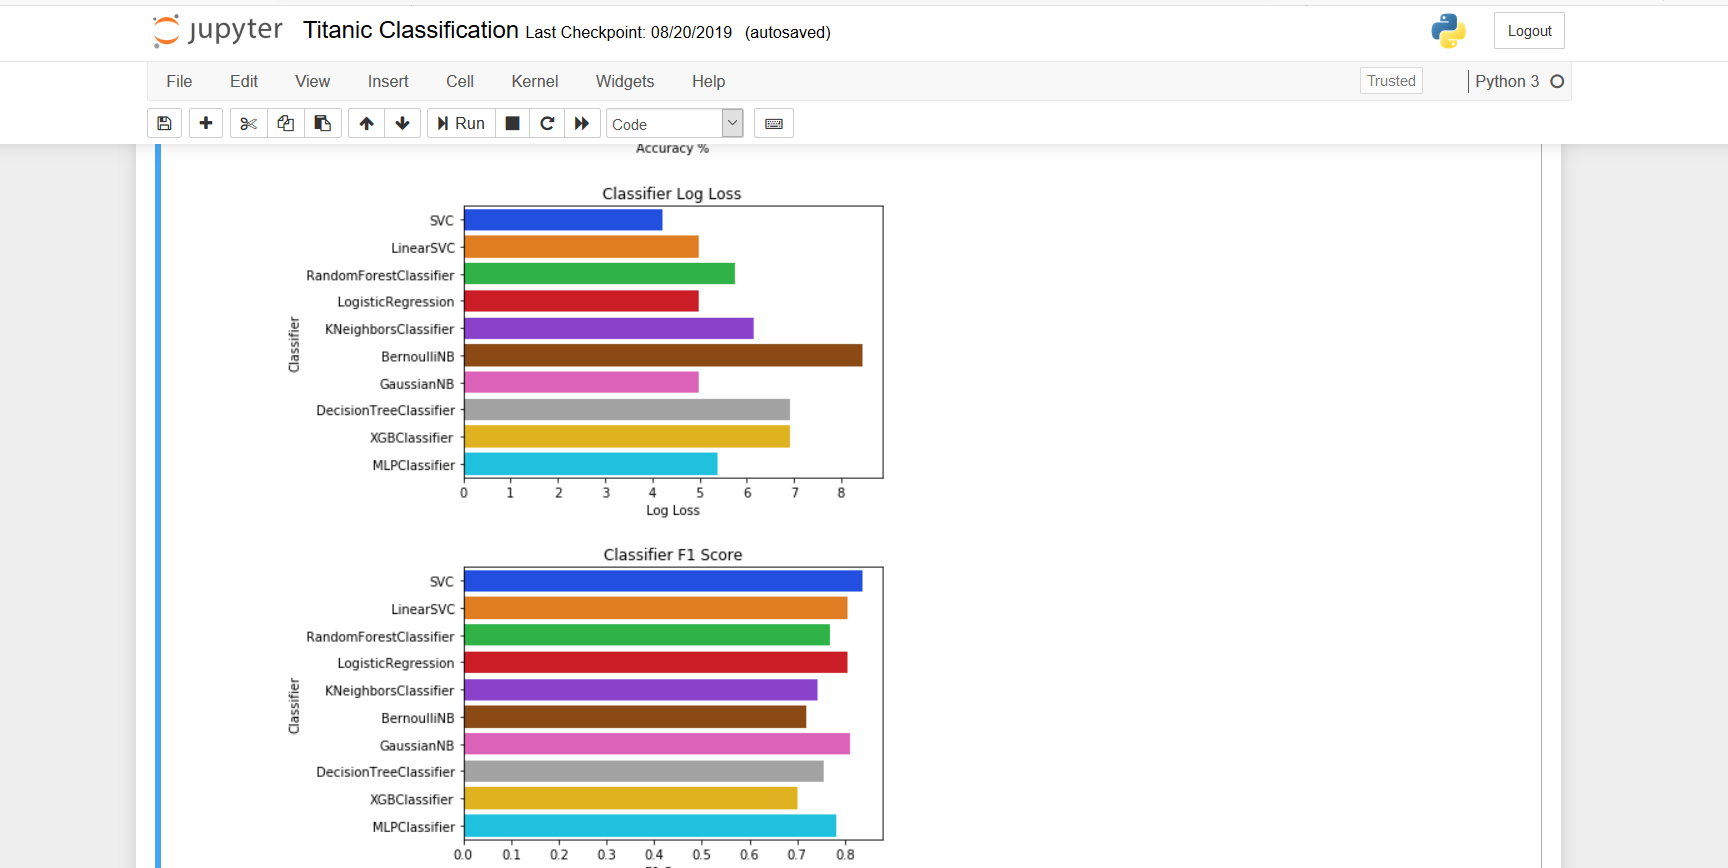 jupyter Titanic Classification Last Checkpoint: 08/20/2019 (autosaved)
Logout
File Edit View Insert Cell Kernel Widgets Help
Trusted
Python 3
Run
Code
Accuracy %
Classifier Log Loss
SVC
LinearSVC
RandomForestClassifier
LogisticRegression
KNeighborsClassifier
BernoulliNB
GaussianNB
DecisionTreeClassifier
XGBClassifier
MLPClassifier
Classifier
0 1 2 3 4 5 6 7 8
Log Loss
Classifier F1 Score
SVC
LinearSVC
RandomForestClassifier
LogisticRegression
KNeighborsClassifier
BernoulliNB
GaussianNB
DecisionTreeClassifier
XGBClassifier
MLPClassifier
Classifier
0.0 0.1 0.2 0.3 0.4 0.5 0.6 0.7 0.8